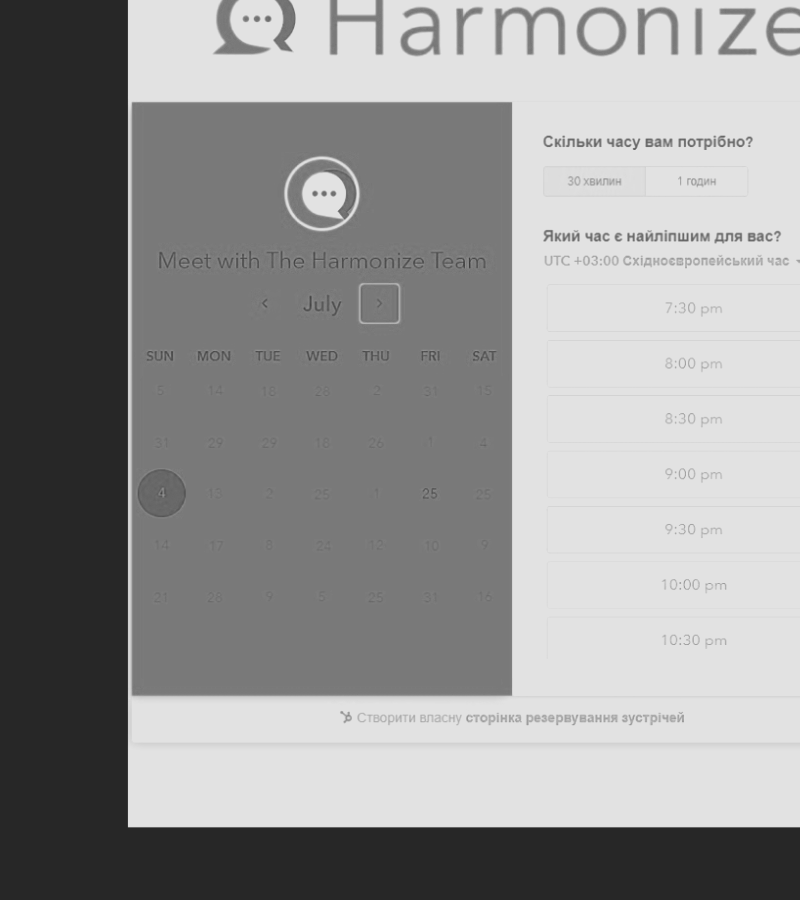 Harmonize
Meet with The Harmonize Team
July
SUN MON TUE WED THU FRI SAT
5 14 18 28 2 31 15
31 29 29 18 26 1 4
4 13 2 25 1 25 25
14 17 8 24 12 10 9
21 28 9 5 25 31 16
Скільки часу вам потрібно?
30 хвилин 1 годин
Який час є найліпшим для вас?
UTC +03:00 Східноєвропейський час
7:30 pm
8:00 pm
8:30 pm
9:00 pm
9:30 pm
10:00 pm
10:30 pm
Створити власну сторінка резервування зустрічей